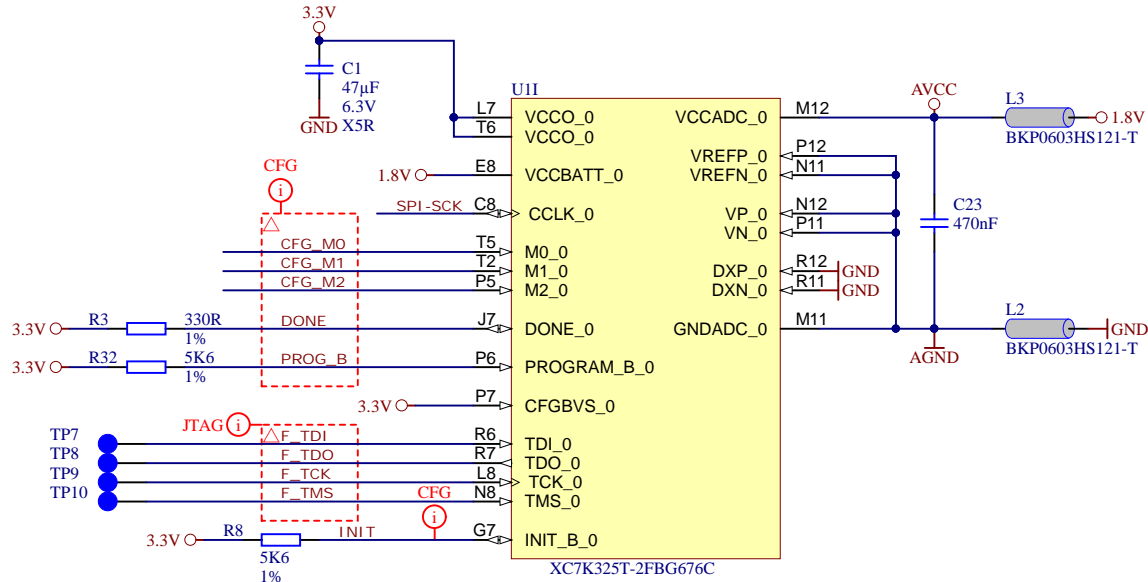 3.3V
C1
47µF
6.3V
X5R
GND
U1I
L7 VCCO_0
T6 VCCO_0
1.8V E8 VCCBATT_0
SPI-SCK C8 CCLK_0
CFG
i
CFG_M0 T5 M0_0
CFG_M1 T2 M1_0
CFG_M2 P5 M2_0
3.3V R3 330R DONE J7 DONE_0
1%
3.3V R32 5K6 PROG_B P6 PROGRAM_B_0
1%
3.3V P7 CFGBVS_0
JTAG i
TP7 F_TDI R6 TDI_0
TP8 F_TDO R7 TDO_0
TP9 F_TCK L8 TCK_0
TP10 F_TMS N8 TMS_0
CFG
i
3.3V R8 INIT G7 INIT_B_0
5K6
1%
VCCADC_0 M12
VREFP_0 P12
VREFN_0 N11
VP_0 N12
VN_0 P11
DXP_0 R12 GND
DXN_0 R11 GND
GNDADC_0 M11
AVCC
L3
1.8V
BKP0603HS121-T
C23
470nF
L2
GND
BKP0603HS121-T
AGND
XC7K325T-2FBG676C